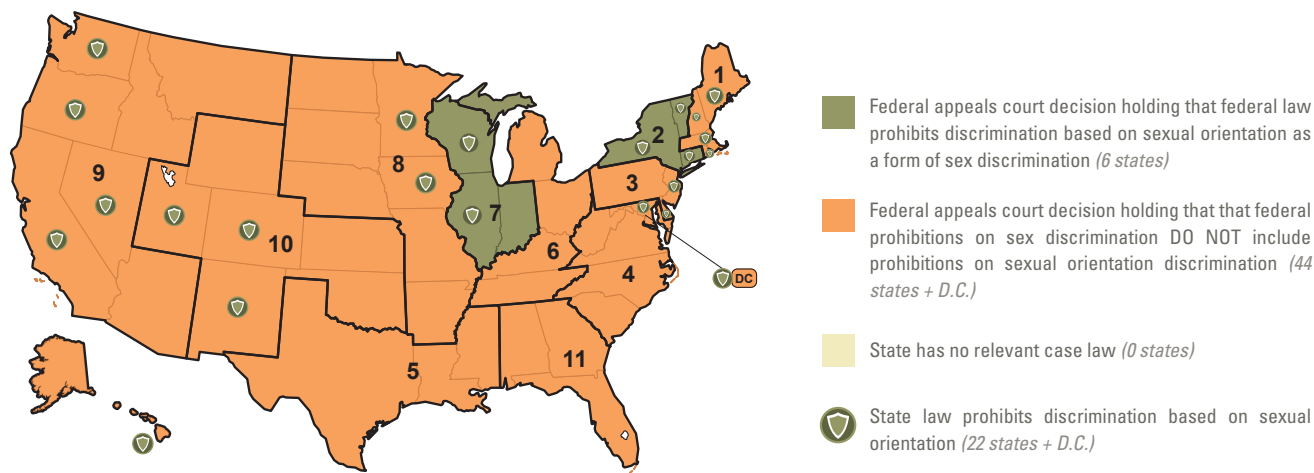 1
2
3
4
5
6
7
8
9
10
11
DC
Federal appeals court decision holding that federal law
prohibits discrimination based on sexual orientation as
a form of sex discrimination (6 states)
Federal appeals court decision holding that that federal
prohibitions on sex discrimination DO NOT include
prohibitions on sexual orientation discrimination (44
states + D.C.)
State has no relevant case law (0 states)
State law prohibits discrimination based on sexual
orientation (22 states + D.C.)